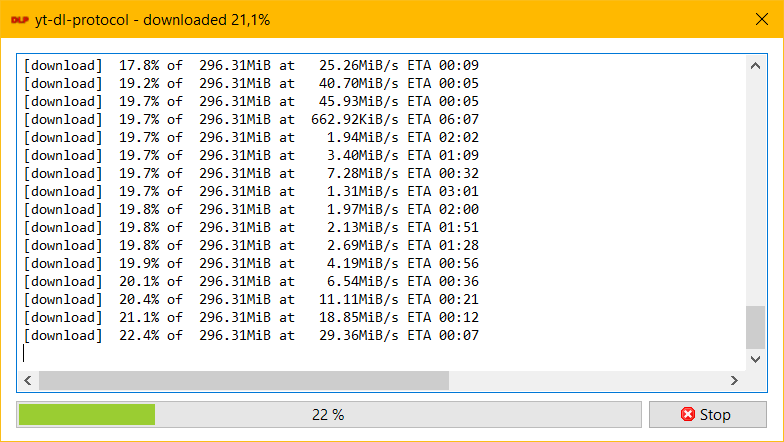 DLP yt-dl-protocol - downloaded 21,1%
[download]  17.8% of  296.31MiB at   25.26MiB/s ETA 00:09
[download]  19.2% of  296.31MiB at   40.70MiB/s ETA 00:05
[download]  19.7% of  296.31MiB at   45.93MiB/s ETA 00:05
[download]  19.7% of  296.31MiB at  662.92KiB/s ETA 06:07
[download]  19.7% of  296.31MiB at    1.94MiB/s ETA 02:02
[download]  19.7% of  296.31MiB at    3.40MiB/s ETA 01:09
[download]  19.7% of  296.31MiB at    7.28MiB/s ETA 00:32
[download]  19.7% of  296.31MiB at    1.31MiB/s ETA 03:01
[download]  19.8% of  296.31MiB at    1.97MiB/s ETA 02:00
[download]  19.8% of  296.31MiB at    2.13MiB/s ETA 01:51
[download]  19.8% of  296.31MiB at    2.69MiB/s ETA 01:28
[download]  19.9% of  296.31MiB at    4.19MiB/s ETA 00:56
[download]  20.1% of  296.31MiB at    6.54MiB/s ETA 00:36
[download]  20.4% of  296.31MiB at   11.11MiB/s ETA 00:21
[download]  21.1% of  296.31MiB at   18.85MiB/s ETA 00:12
[download]  22.4% of  296.31MiB at   29.36MiB/s ETA 00:07
22 %
Stop